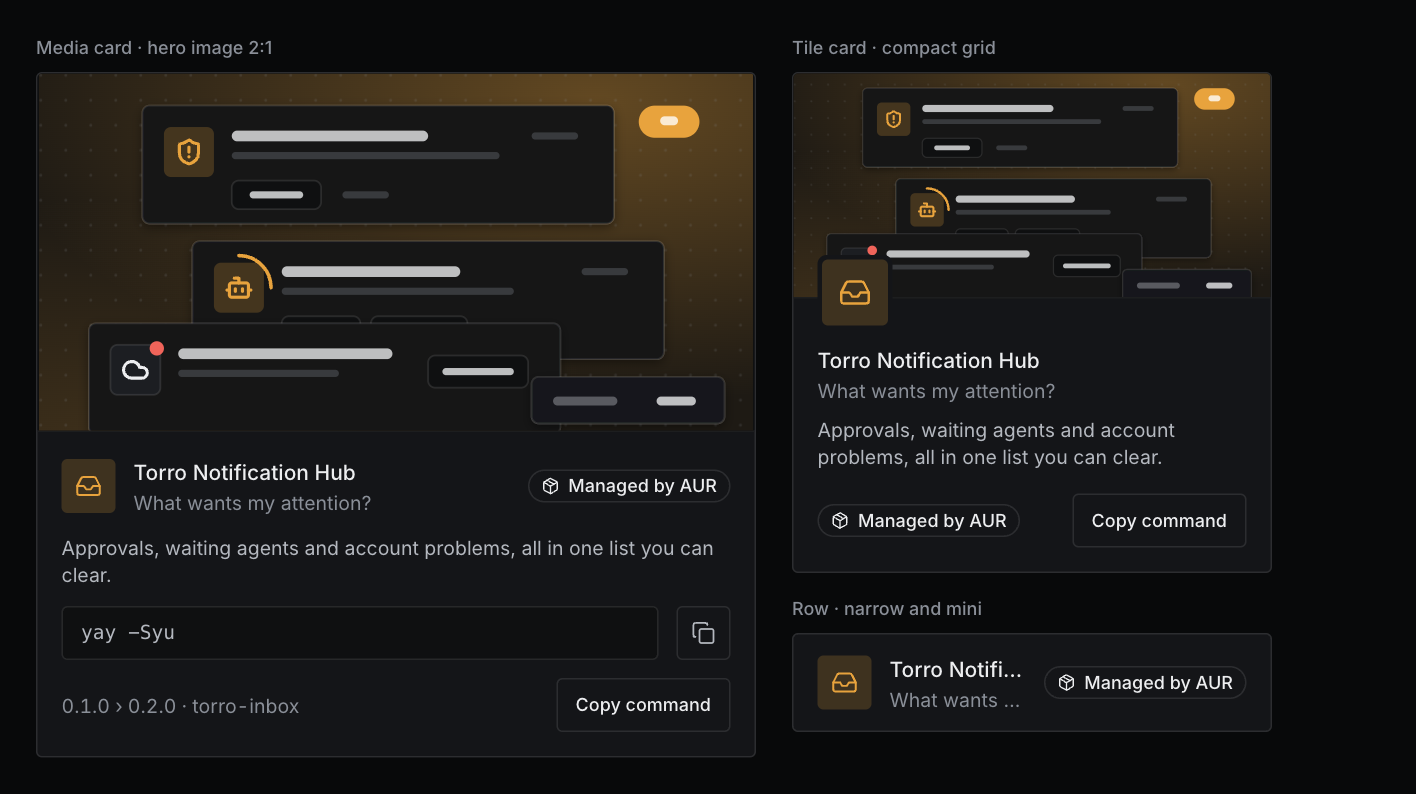 Media card · hero image 2:1
Torro Notification Hub
What wants my attention?
Managed by AUR
Approvals, waiting agents and account problems, all in one list you can
clear.
yay –Syu
0.1.0 › 0.2.0 · torro-inbox
Copy command
Tile card · compact grid
Torro Notification Hub
What wants my attention?
Approvals, waiting agents and account
problems, all in one list you can clear.
Managed by AUR
Copy command
Row · narrow and mini
Torro Notifi...
What wants ...
Managed by AUR